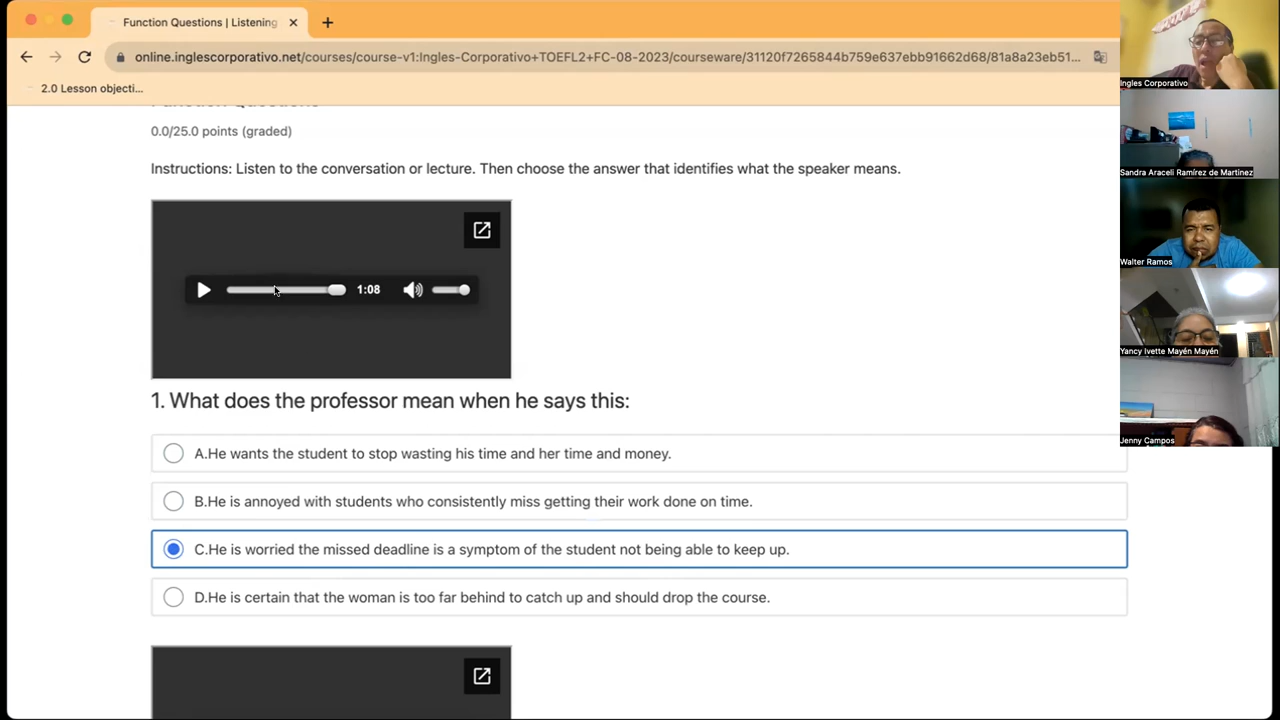 Function Questions | Listening
online.inglescorporativo.net/courses/course-v1:Ingles-Corporativo+TOEFL2+FC-08-2023/courseware/31120f7265844b759e637ebb91662d68/81a8a23eb51...
2.0 Lesson objecti...
Function Questions
0.0/25.0 points (graded)
Instructions: Listen to the conversation or lecture. Then choose the answer that identifies what the speaker means.
1:08
1. What does the professor mean when he says this:
A.He wants the student to stop wasting his time and her time and money.
B.He is annoyed with students who consistently miss getting their work done on time.
C.He is worried the missed deadline is a symptom of the student not being able to keep up.
D.He is certain that the woman is too far behind to catch up and should drop the course.
Ingles Corporativo
Sandra Araceli Ramírez de Martinez
Walter Ramos
Yancy Ivette Mayén Mayén
Jenny Campos